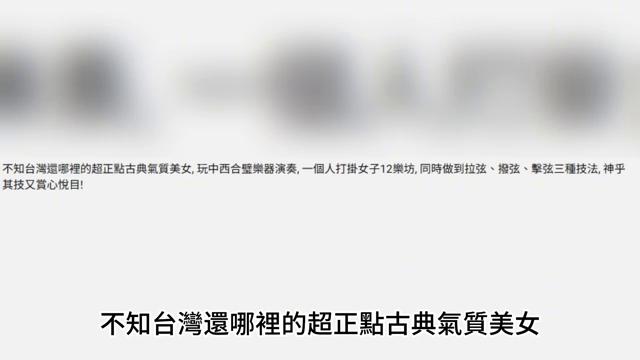 不知台灣還哪裡的超正點古典氣質美女, 玩中西合璧樂器演奏, 一個人打掛女子12樂坊, 同時做到拉弦、撥弦、擊弦三種技法, 神乎
其技又賞心悅目!
不知台灣還哪裡的超正點古典氣質美女